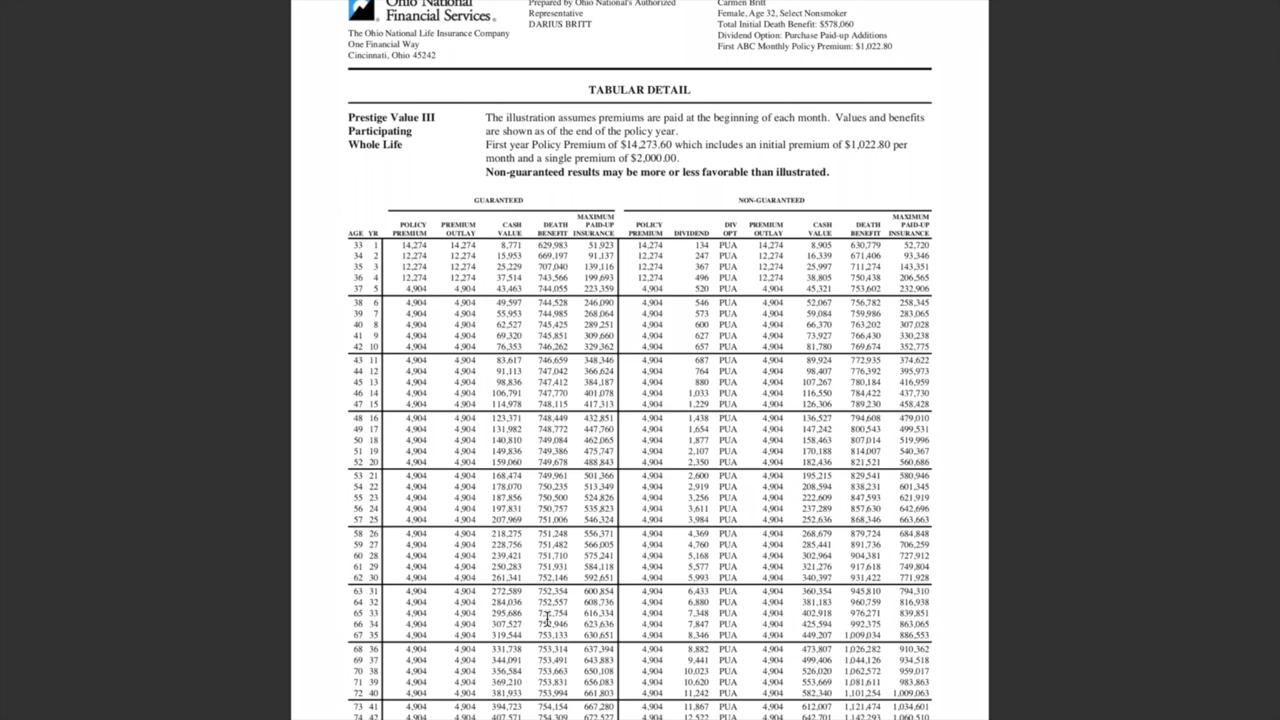 Ohio National
Financial Services®
The Ohio National Life Insurance Company
One Financial Way
Cincinnati, Ohio 45242
Prepared by Ohio National's Authorized
Representative
DARIUS BRITT
Carmen Britt
Female, Age 32, Select Nonsmoker
Total Initial Death Benefit: $578,060
Dividend Option: Purchase Paid-up Additions
First ABC Monthly Policy Premium: $1,022.80
TABULAR DETAIL
Prestige Value III
Participating
Whole Life
The illustration assumes premiums are paid at the beginning of each month. Values and benefits
are shown as of the end of the policy year.
First year Policy Premium of $14,273.60 which includes an initial premium of $1,022.80 per
month and a single premium of $2,000.00.
Non-guaranteed results may be more or less favorable than illustrated.
GUARANTEED NON-GUARANTEED
AGE YR POLICY PREMIUM PREMIUM OUTLAY CASH VALUE DEATH BENEFIT MAXIMUM PAID-UP INSURANCE POLICY PREMIUM DIVIDEND DIV OPT PREMIUM OUTLAY CASH VALUE DEATH BENEFIT MAXIMUM PAID-UP INSURANCE
33 1 14,274 14,274 8,771 629,983 51,923 14,274 134 PUA 14,274 8,905 630,779 52,720
34 2 12,274 12,274 15,953 669,197 91,137 12,274 247 PUA 12,274 16,339 671,406 93,346
35 3 12,274 12,274 25,229 707,040 139,116 12,274 367 PUA 12,274 25,997 711,274 143,351
36 4 12,274 12,274 37,514 743,566 199,693 12,274 496 PUA 12,274 38,805 750,438 206,565
37 5 4,904 4,904 43,463 744,055 223,359 4,904 520 PUA 4,904 45,321 753,602 232,906
38 6 4,904 4,904 49,597 744,528 246,090 4,904 546 PUA 4,904 52,067 756,782 258,345
39 7 4,904 4,904 55,953 744,985 268,064 4,904 573 PUA 4,904 59,084 759,986 283,065
40 8 4,904 4,904 62,527 745,425 289,251 4,904 600 PUA 4,904 66,370 763,202 307,028
41 9 4,904 4,904 69,320 745,851 309,660 4,904 627 PUA 4,904 73,927 766,430 330,238
42 10 4,904 4,904 76,353 746,262 329,362 4,904 657 PUA 4,904 81,780 769,674 352,775
43 11 4,904 4,904 83,617 746,659 348,346 4,904 687 PUA 4,904 89,924 772,935 374,622
44 12 4,904 4,904 91,113 747,042 366,624 4,904 764 PUA 4,904 98,407 776,392 395,973
45 13 4,904 4,904 98,836 747,412 384,187 4,904 880 PUA 4,904 107,267 780,184 416,959
46 14 4,904 4,904 106,791 747,770 401,078 4,904 1,033 PUA 4,904 116,550 784,422 437,730
47 15 4,904 4,904 114,978 748,115 417,313 4,904 1,229 PUA 4,904 126,306 789,230 458,428
48 16 4,904 4,904 123,371 748,449 432,851 4,904 1,438 PUA 4,904 136,527 794,608 479,010
49 17 4,904 4,904 131,982 748,772 447,760 4,904 1,654 PUA 4,904 147,242 800,543 499,531
50 18 4,904 4,904 140,810 749,084 462,065 4,904 1,877 PUA 4,904 158,463 807,014 519,996
51 19 4,904 4,904 149,836 749,386 475,747 4,904 2,107 PUA 4,904 170,188 814,007 540,367
52 20 4,904 4,904 159,060 749,678 488,843 4,904 2,350 PUA 4,904 182,436 821,521 560,686
53 21 4,904 4,904 168,474 749,961 501,366 4,904 2,600 PUA 4,904 195,215 829,541 580,946
54 22 4,904 4,904 178,070 750,235 513,349 4,904 2,919 PUA 4,904 208,594 838,231 601,345
55 23 4,904 4,904 187,856 750,500 524,826 4,904 3,256 PUA 4,904 222,609 847,593 621,919
56 24 4,904 4,904 197,831 750,757 535,823 4,904 3,611 PUA 4,904 237,289 857,630 642,696
57 25 4,904 4,904 207,969 751,006 546,324 4,904 3,984 PUA 4,904 252,636 868,346 663,663
58 26 4,904 4,904 218,275 751,248 556,371 4,904 4,369 PUA 4,904 268,679 879,724 684,848
59 27 4,904 4,904 228,756 751,482 566,005 4,904 4,760 PUA 4,904 285,441 891,736 706,259
60 28 4,904 4,904 239,421 751,710 575,241 4,904 5,168 PUA 4,904 302,964 904,381 727,912
61 29 4,904 4,904 250,283 751,931 584,118 4,904 5,577 PUA 4,904 321,276 917,618 749,804
62 30 4,904 4,904 261,341 752,146 592,651 4,904 5,993 PUA 4,904 340,397 931,422 771,928
63 31 4,904 4,904 272,589 752,354 600,854 4,904 6,433 PUA 4,904 360,354 945,810 794,310
64 32 4,904 4,904 284,036 752,557 608,736 4,904 6,880 PUA 4,904 381,183 960,759 816,938
65 33 4,904 4,904 295,686 752,754 616,334 4,904 7,348 PUA 4,904 402,918 976,271 839,851
66 34 4,904 4,904 307,527 752,946 623,636 4,904 7,847 PUA 4,904 425,594 992,375 863,065
67 35 4,904 4,904 319,544 753,133 630,651 4,904 8,346 PUA 4,904 449,207 1,009,034 886,553
68 36 4,904 4,904 331,738 753,314 637,394 4,904 8,882 PUA 4,904 473,807 1,026,282 910,362
69 37 4,904 4,904 344,091 753,491 643,883 4,904 9,441 PUA 4,904 499,406 1,044,126 934,518
70 38 4,904 4,904 356,584 753,663 650,108 4,904 10,023 PUA 4,904 526,020 1,062,572 959,017
71 39 4,904 4,904 369,210 753,831 656,083 4,904 10,620 PUA 4,904 553,669 1,081,611 983,863
72 40 4,904 4,904 381,933 753,994 661,803 4,904 11,242 PUA 4,904 582,340 1,101,254 1,009,063
73 41 4,904 4,904 394,723 754,154 667,280 4,904 11,867 PUA 4,904 612,007 1,121,474 1,034,601
74 42 4,904 4,904 407,571 754,309 672,527 4,904 12,522 PUA 4,904 642,701 1,142,293 1,060,510